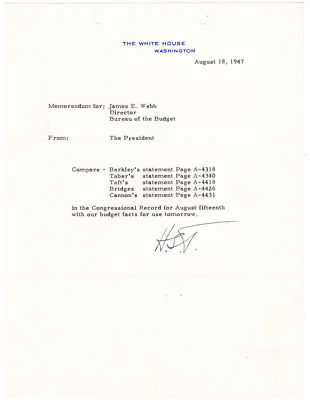 THE WHITE HOUSE
WASHINGTON
August 18, 1947
Memorandum for: James E. Webb
Director
Bureau of the Budget
From: The President
Compare - Barkley's statement Page A-4318
Taber's statement Page A-4340
Taft's statement Page A-4418
Bridges statement Page A-4426
Cannon's statement Page A-4431
in the Congressional Record for August fifteenth
with our budget facts for use tomorrow.
H.S.T.